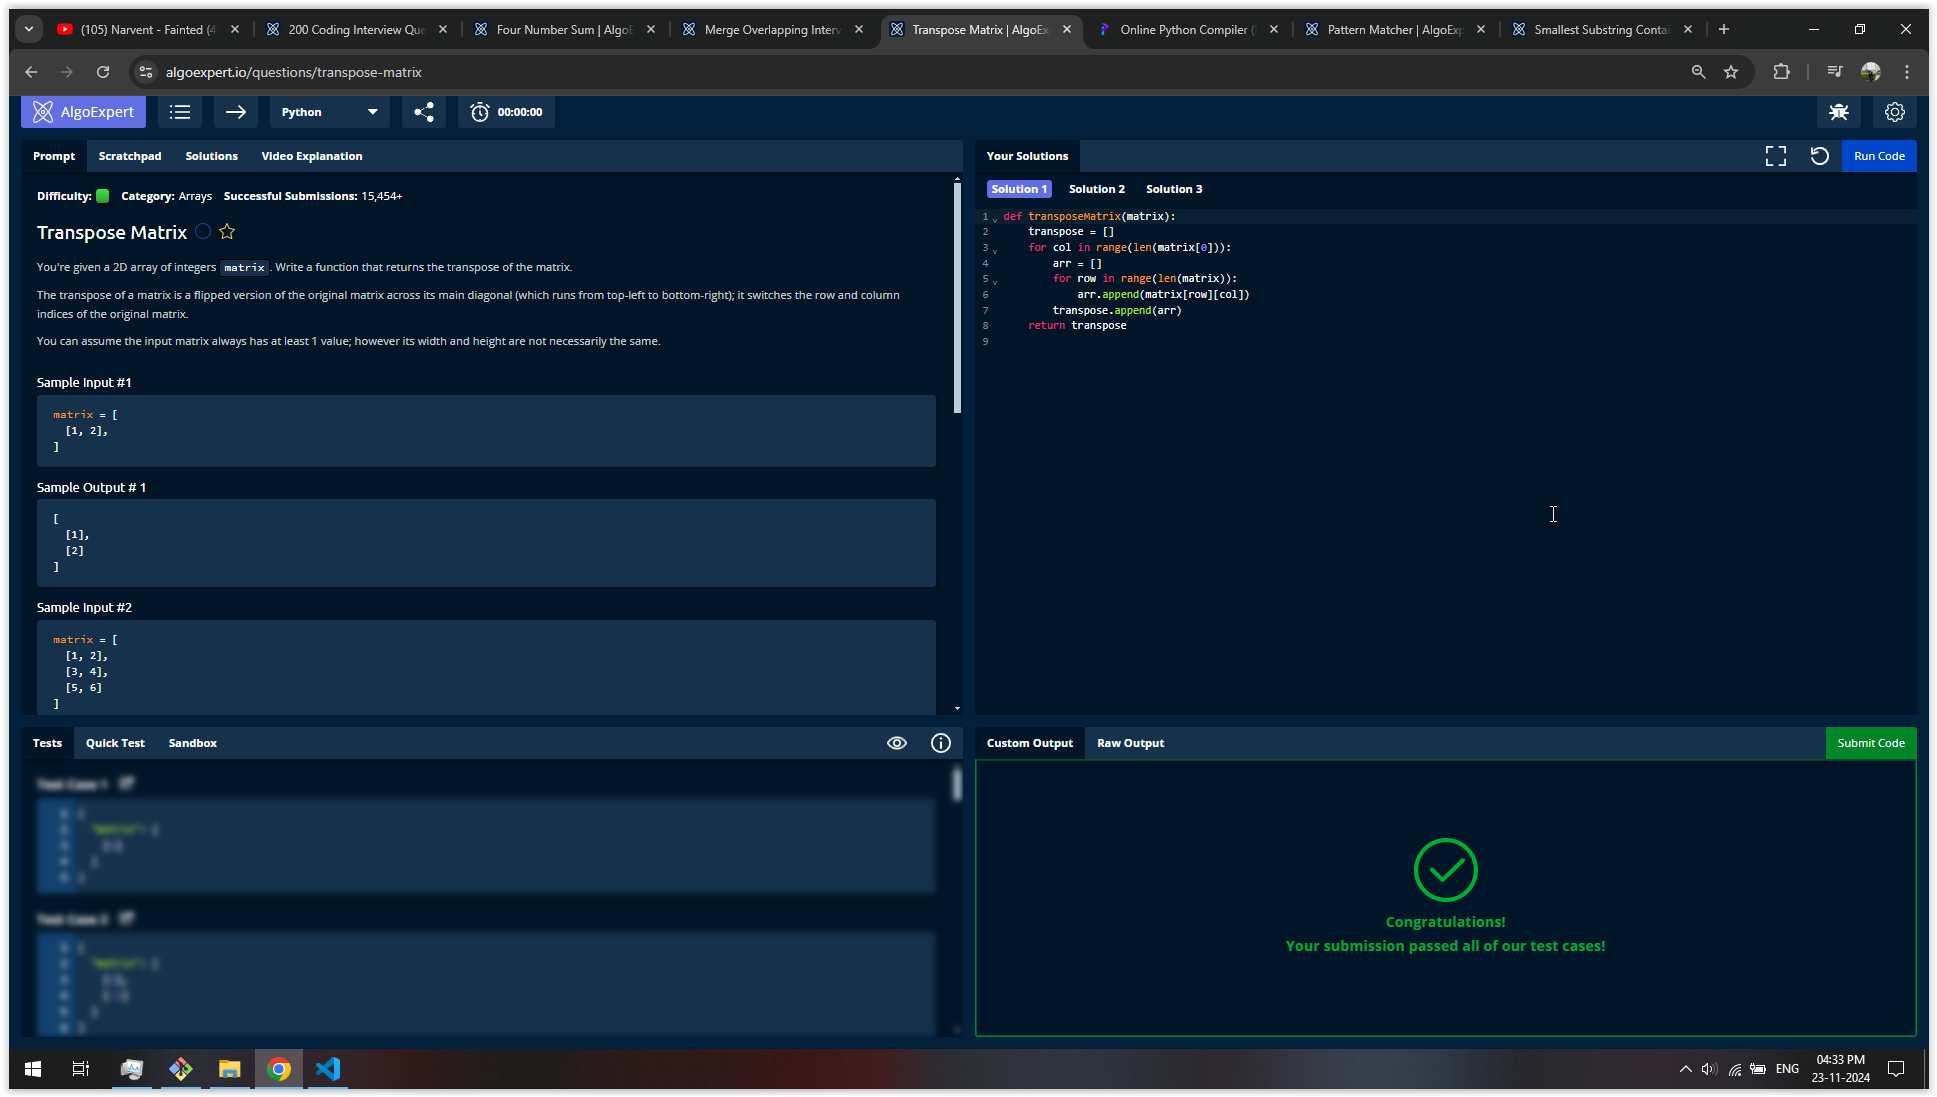 (105) Narvent - Fainted (4
200 Coding Interview Que
Four Number Sum | AlgoE
Merge Overlapping Interv
Transpose Matrix | AlgoEx
Online Python Compiler (
Pattern Matcher | AlgoExp
Smallest Substring Contai
algoexpert.io/questions/transpose-matrix
AlgoExpert
Python
00:00:00
Prompt Scratchpad Solutions Video Explanation
Difficulty: Category: Arrays Successful Submissions: 15,454+
Transpose Matrix
You're given a 2D array of integers matrix . Write a function that returns the transpose of the matrix.
The transpose of a matrix is a flipped version of the original matrix across its main diagonal (which runs from top-left to bottom-right); it switches the row and column
indices of the original matrix.
You can assume the input matrix always has at least 1 value; however its width and height are not necessarily the same.
Sample Input #1
matrix = [
[1, 2],
]
Sample Output # 1
[
[1],
[2]
]
Sample Input #2
matrix = [
[1, 2],
[3, 4],
[5, 6]
]
Your Solutions
Run Code
Solution 1 Solution 2 Solution 3
1 def transposeMatrix(matrix):
2 transpose = []
3 for col in range(len(matrix[0])):
4 arr = []
5 for row in range(len(matrix)):
6 arr.append(matrix[row][col])
7 transpose.append(arr)
8 return transpose
9
Tests Quick Test Sandbox
Test Case 1
Test Case 2
Custom Output Raw Output
Submit Code
Congratulations!
Your submission passed all of our test cases!
ENG
04:33 PM
23-11-2024